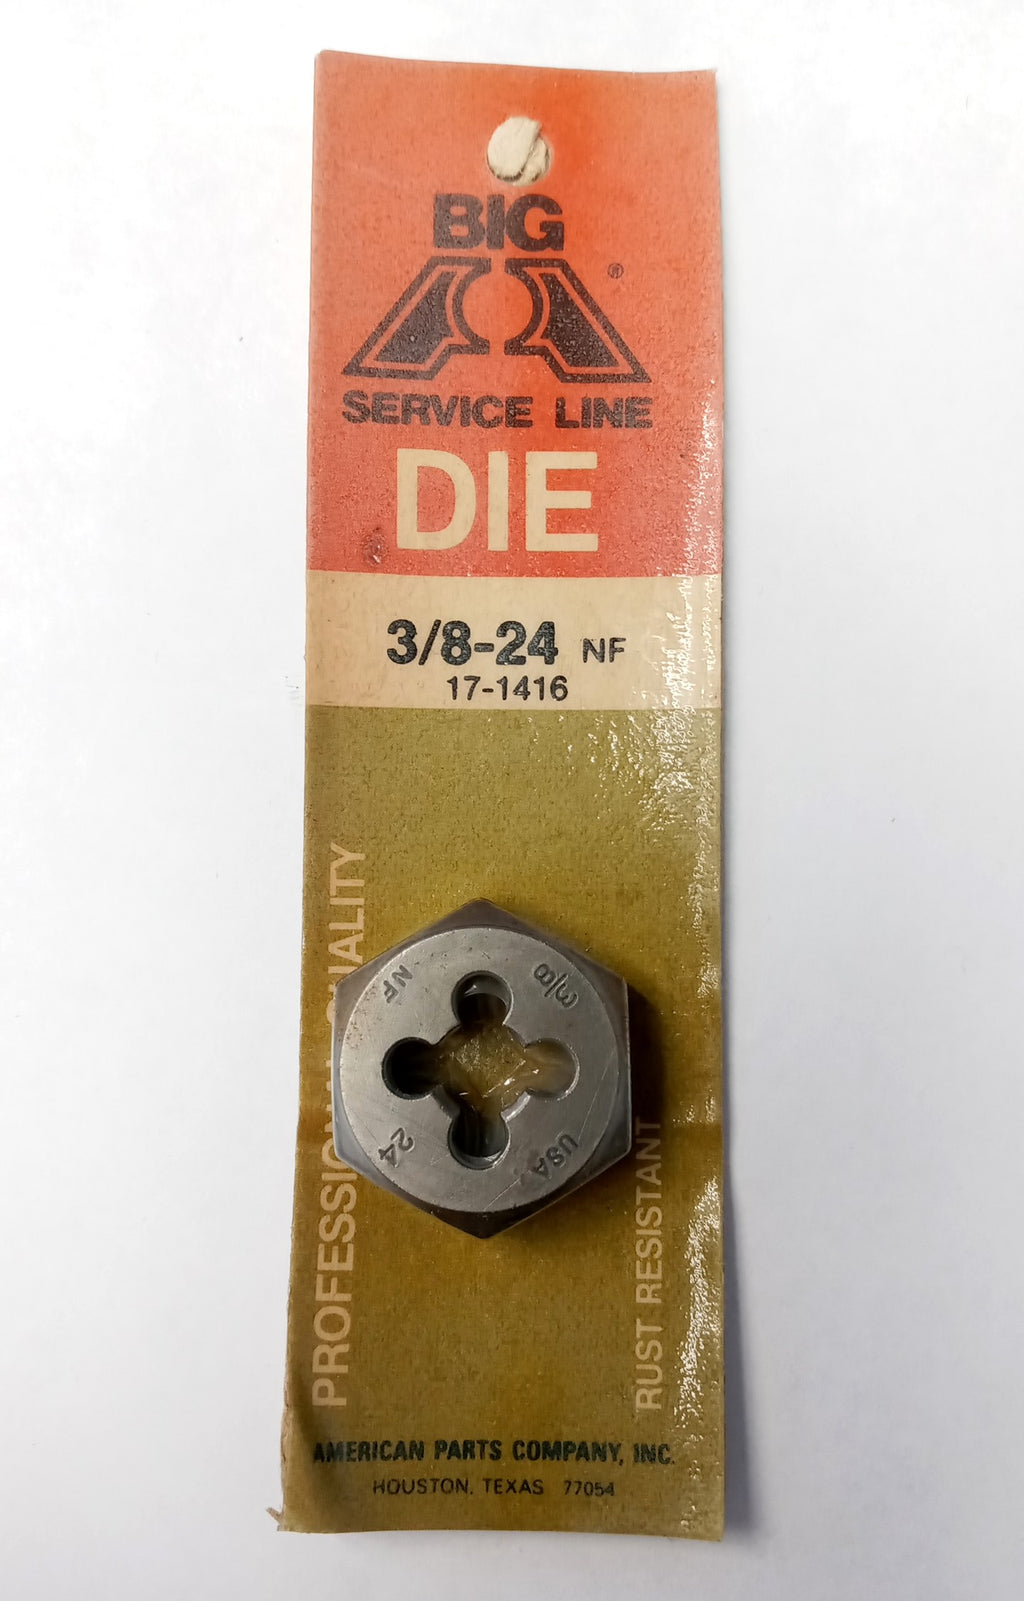 BIG
A ®
SERVICE LINE
DIE
3/8-24 NF
17-1416
PROFESSIONAL QUALITY
RUST RESISTANT
NF
3/8
24
USA
AMERICAN PARTS COMPANY, INC.
HOUSTON, TEXAS 77054